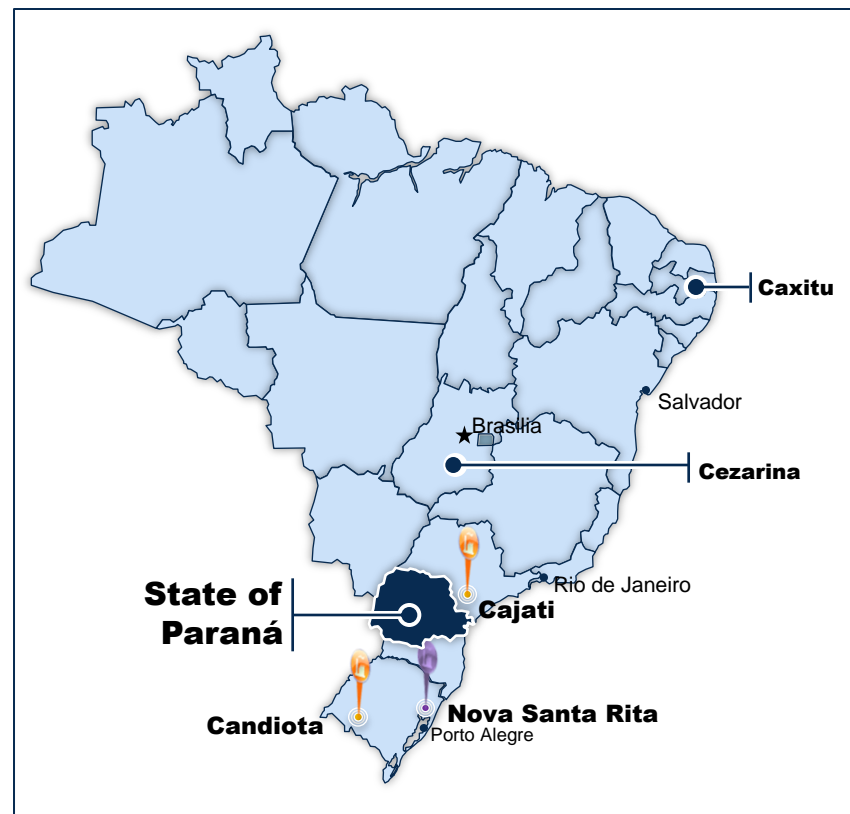 Caxitu
Salvador
Brasília
Cezarina
Rio de Janeiro
State of
Paraná
Cajati
Candiota
Nova Santa Rita
Porto Alegre